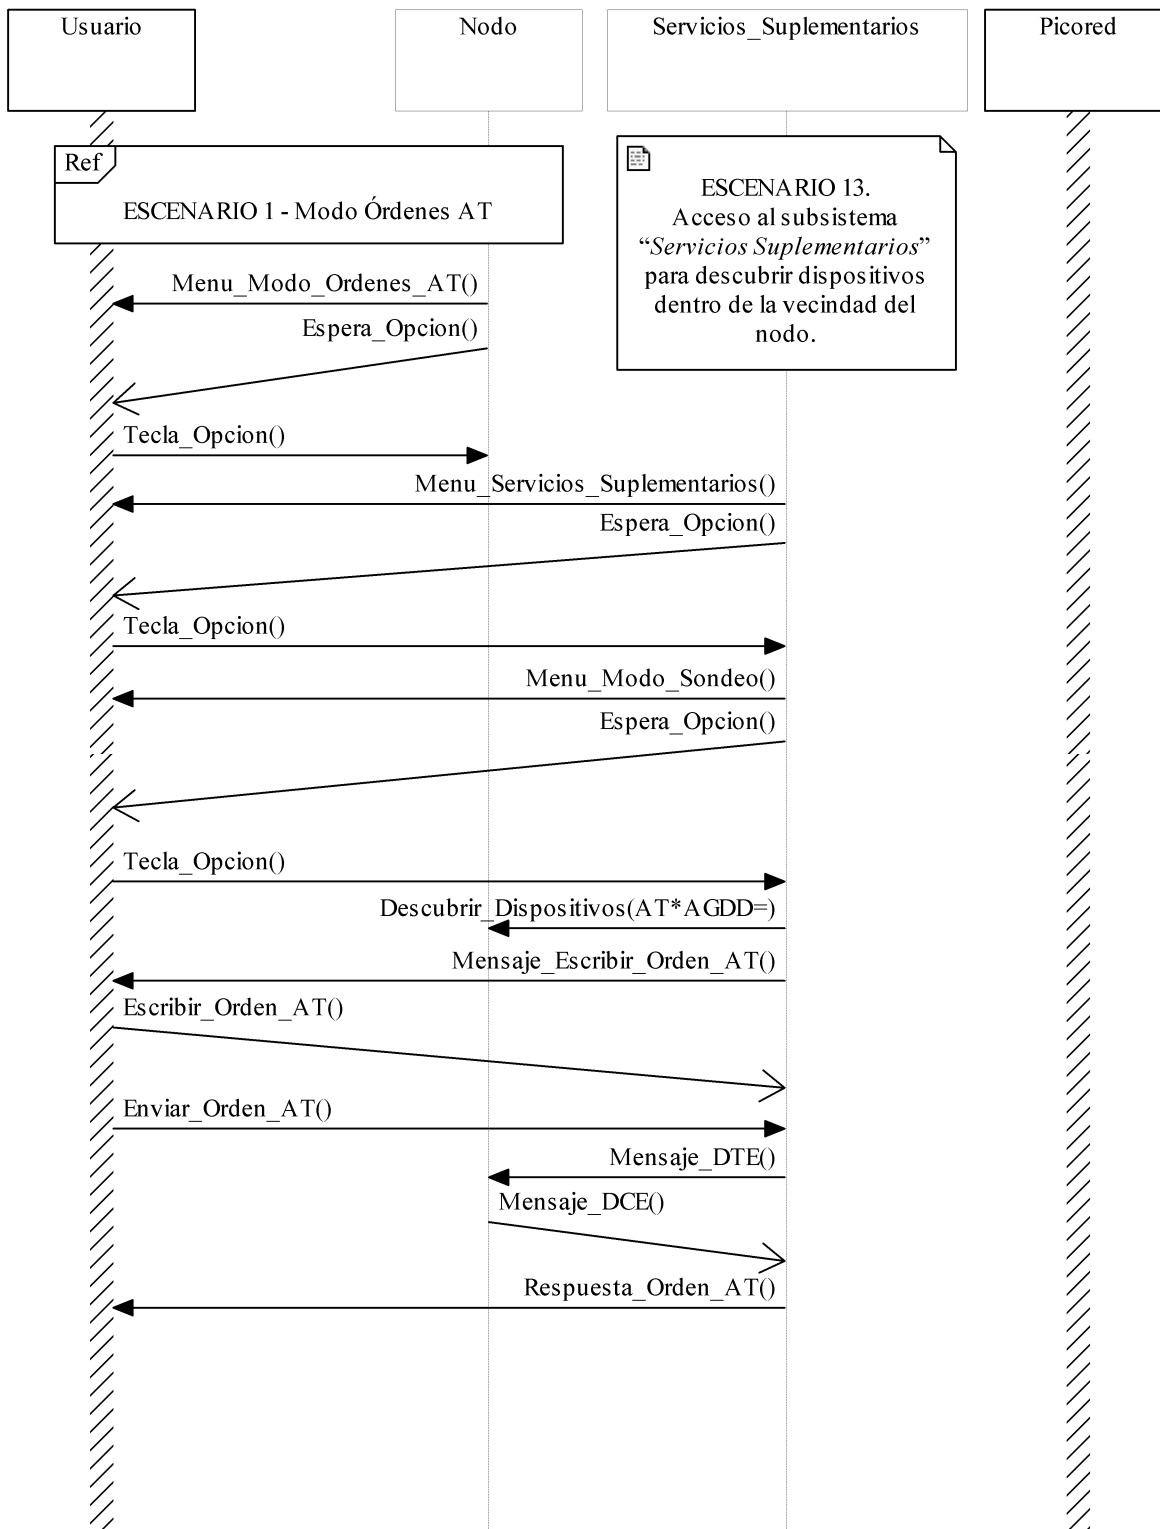 Usuario
Nodo
Servicios_Suplementarios
Picored
Ref
ESCENARIO 1 - Modo Órdenes AT
ESCENARIO 13.
Acceso al subsistema
“Servicios Suplementarios”
para descubrir dispositivos
dentro de la vecindad del
nodo.
Menu_Modo_Ordenes_AT()
Espera_Opcion()
Tecla_Opcion()
Menu_Servicios_Suplementarios()
Espera_Opcion()
Tecla_Opcion()
Menu_Modo_Sondeo()
Espera_Opcion()
Tecla_Opcion()
Descubrir_Dispositivos(AT*AGDD=)
Mensaje_Escribir_Orden_AT()
Escribir_Orden_AT()
Enviar_Orden_AT()
Mensaje_DTE()
Mensaje_DCE()
Respuesta_Orden_AT()